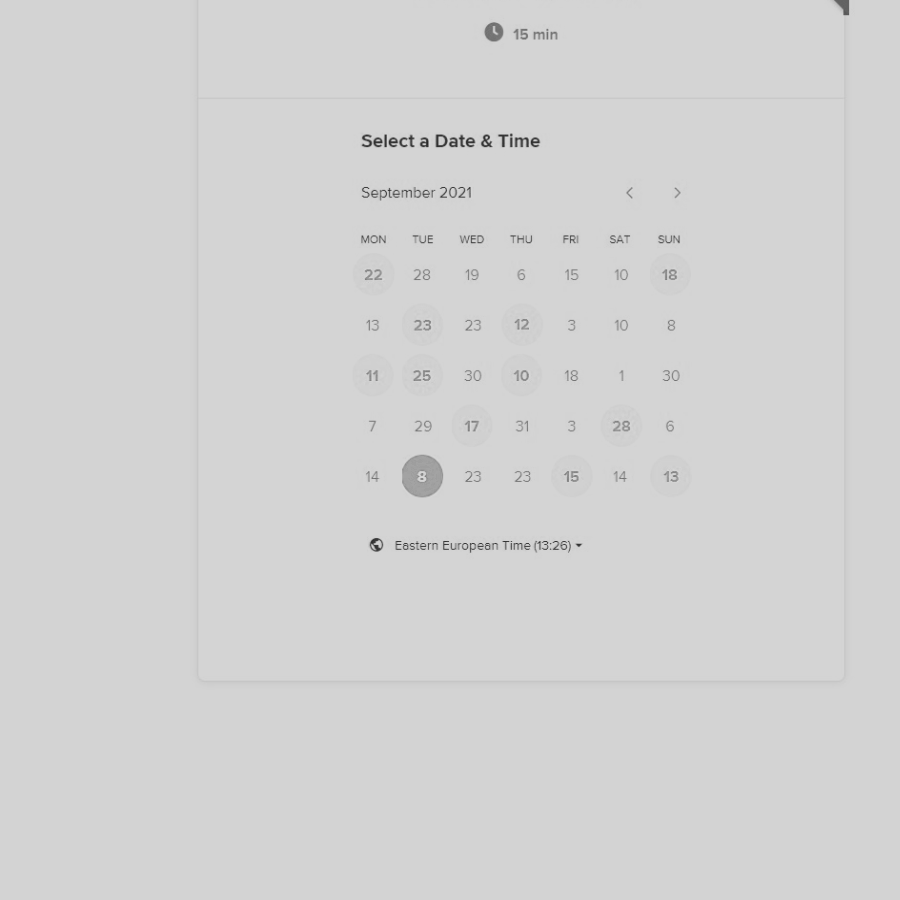 15 min
Select a Date & Time
September 2021
MON TUE WED THU FRI SAT SUN
22 28 19 6 15 10 18
13 23 23 12 3 10 8
11 25 30 10 18 1 30
7 29 17 31 3 28 6
14 8 23 23 15 14 13
Eastern European Time (13:26)